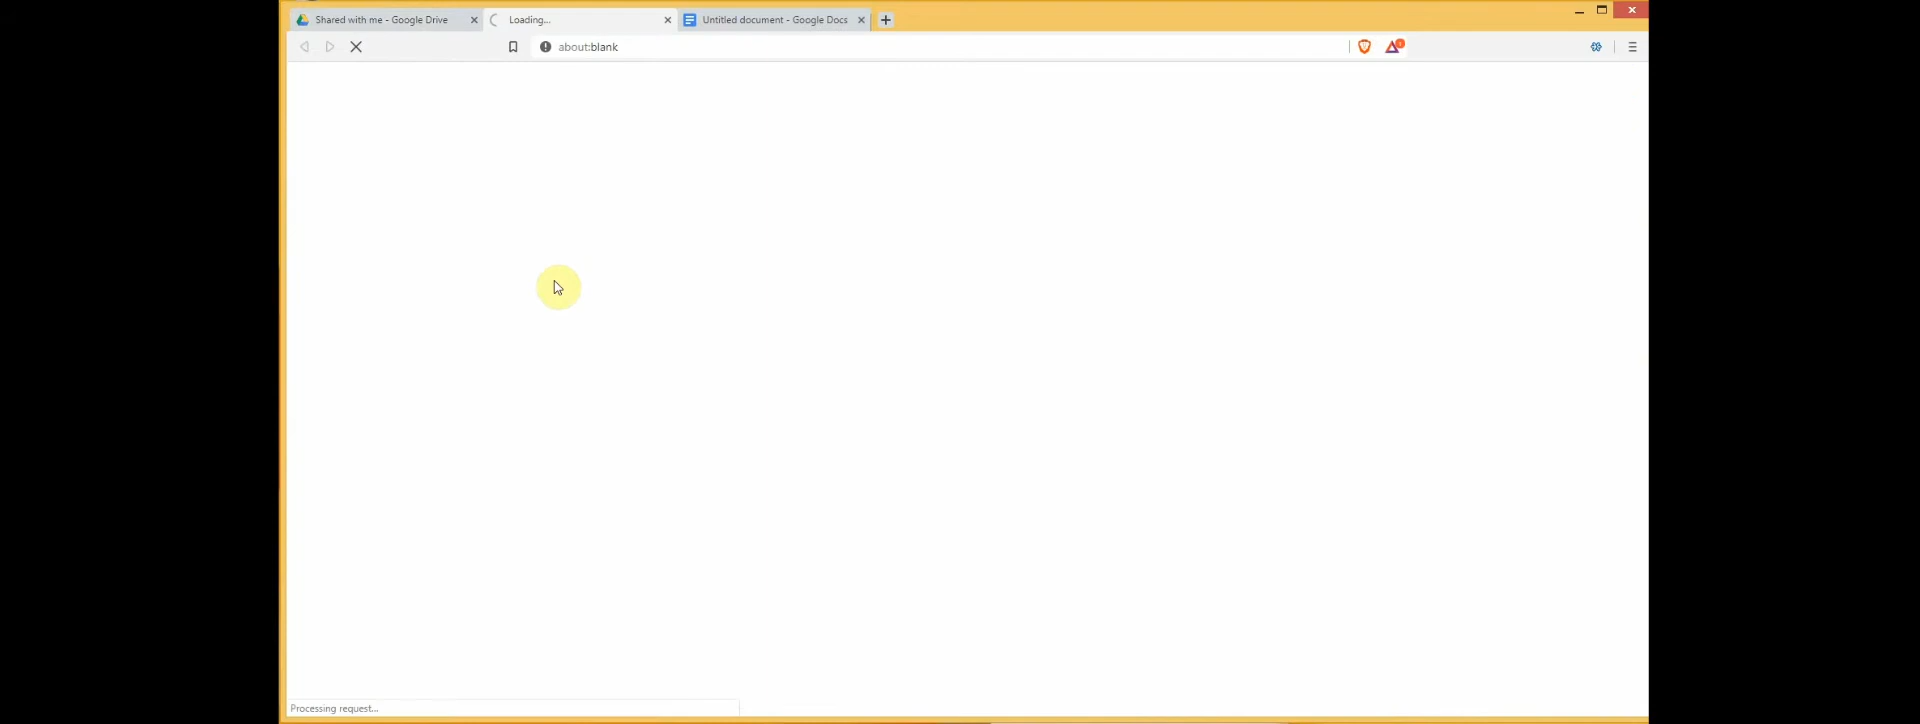 Shared with me - Google Drive
Loading...
Untitled document - Google Docs
about:blank
Processing request...